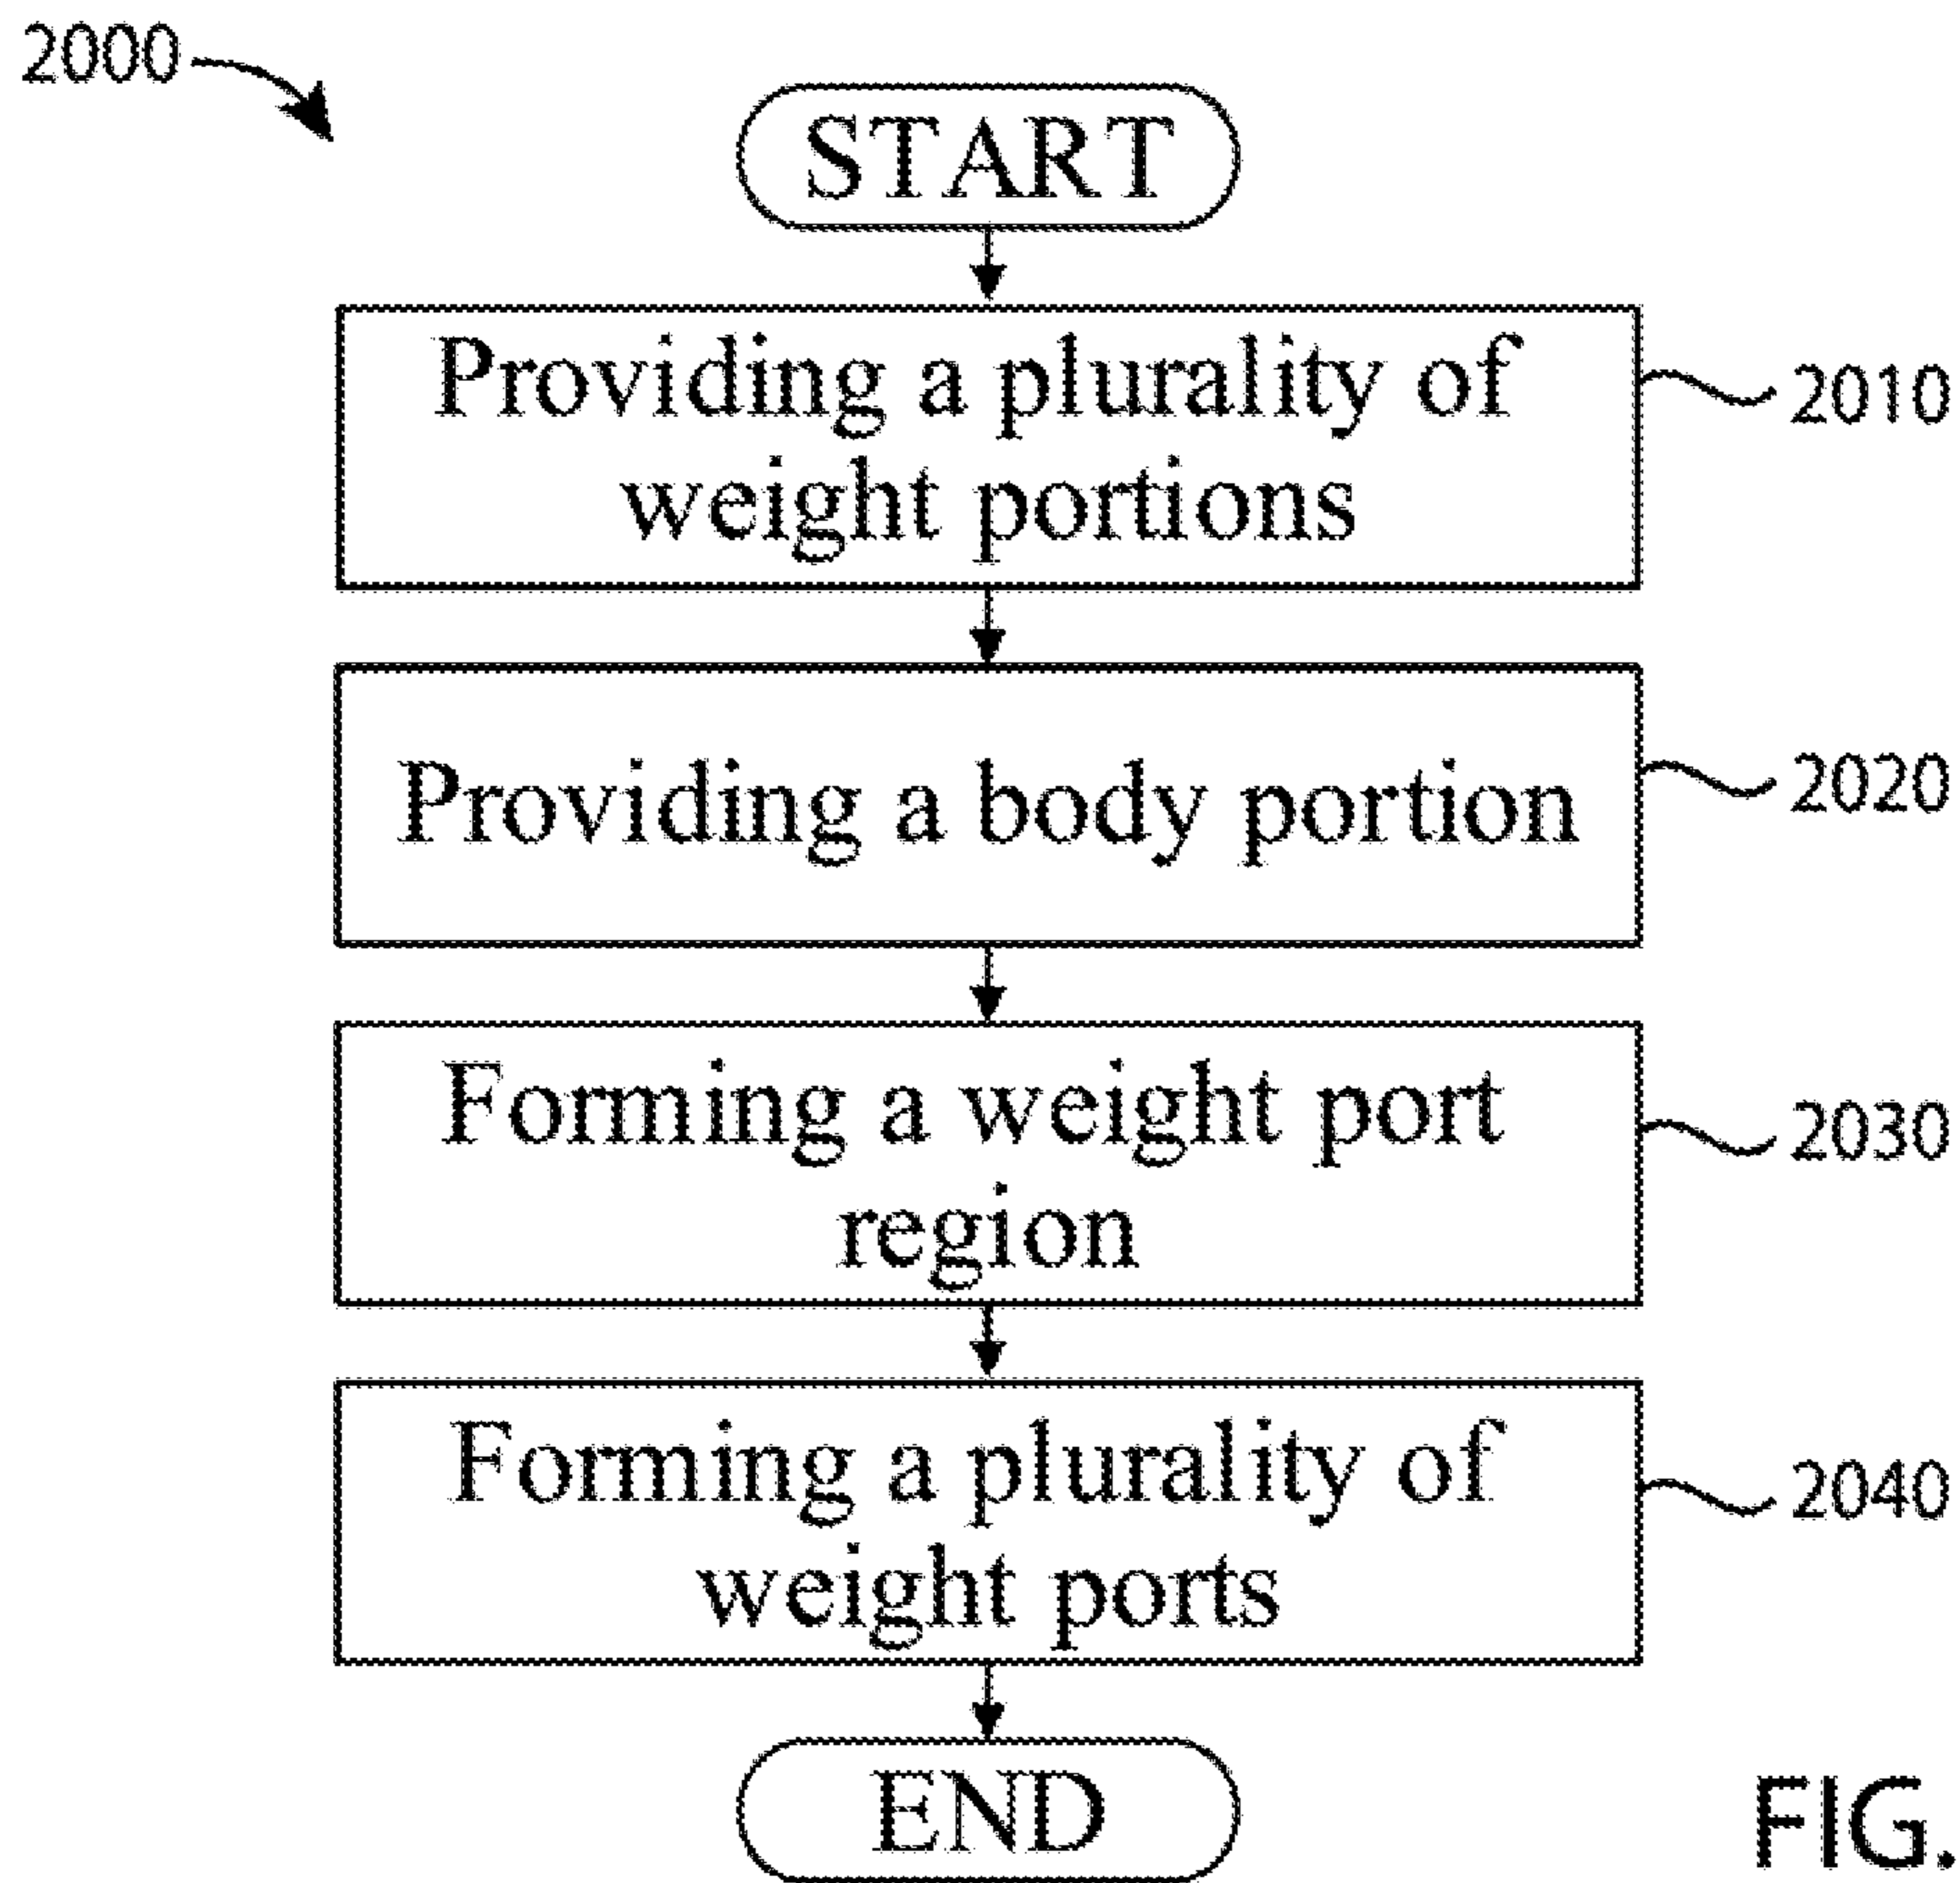 2000
START
Providing a plurality of
weight portions
2010
Providing a body portion
2020
Forming a weight port
region
2030
Forming a plurality of
weight ports
2040
END
FIG.